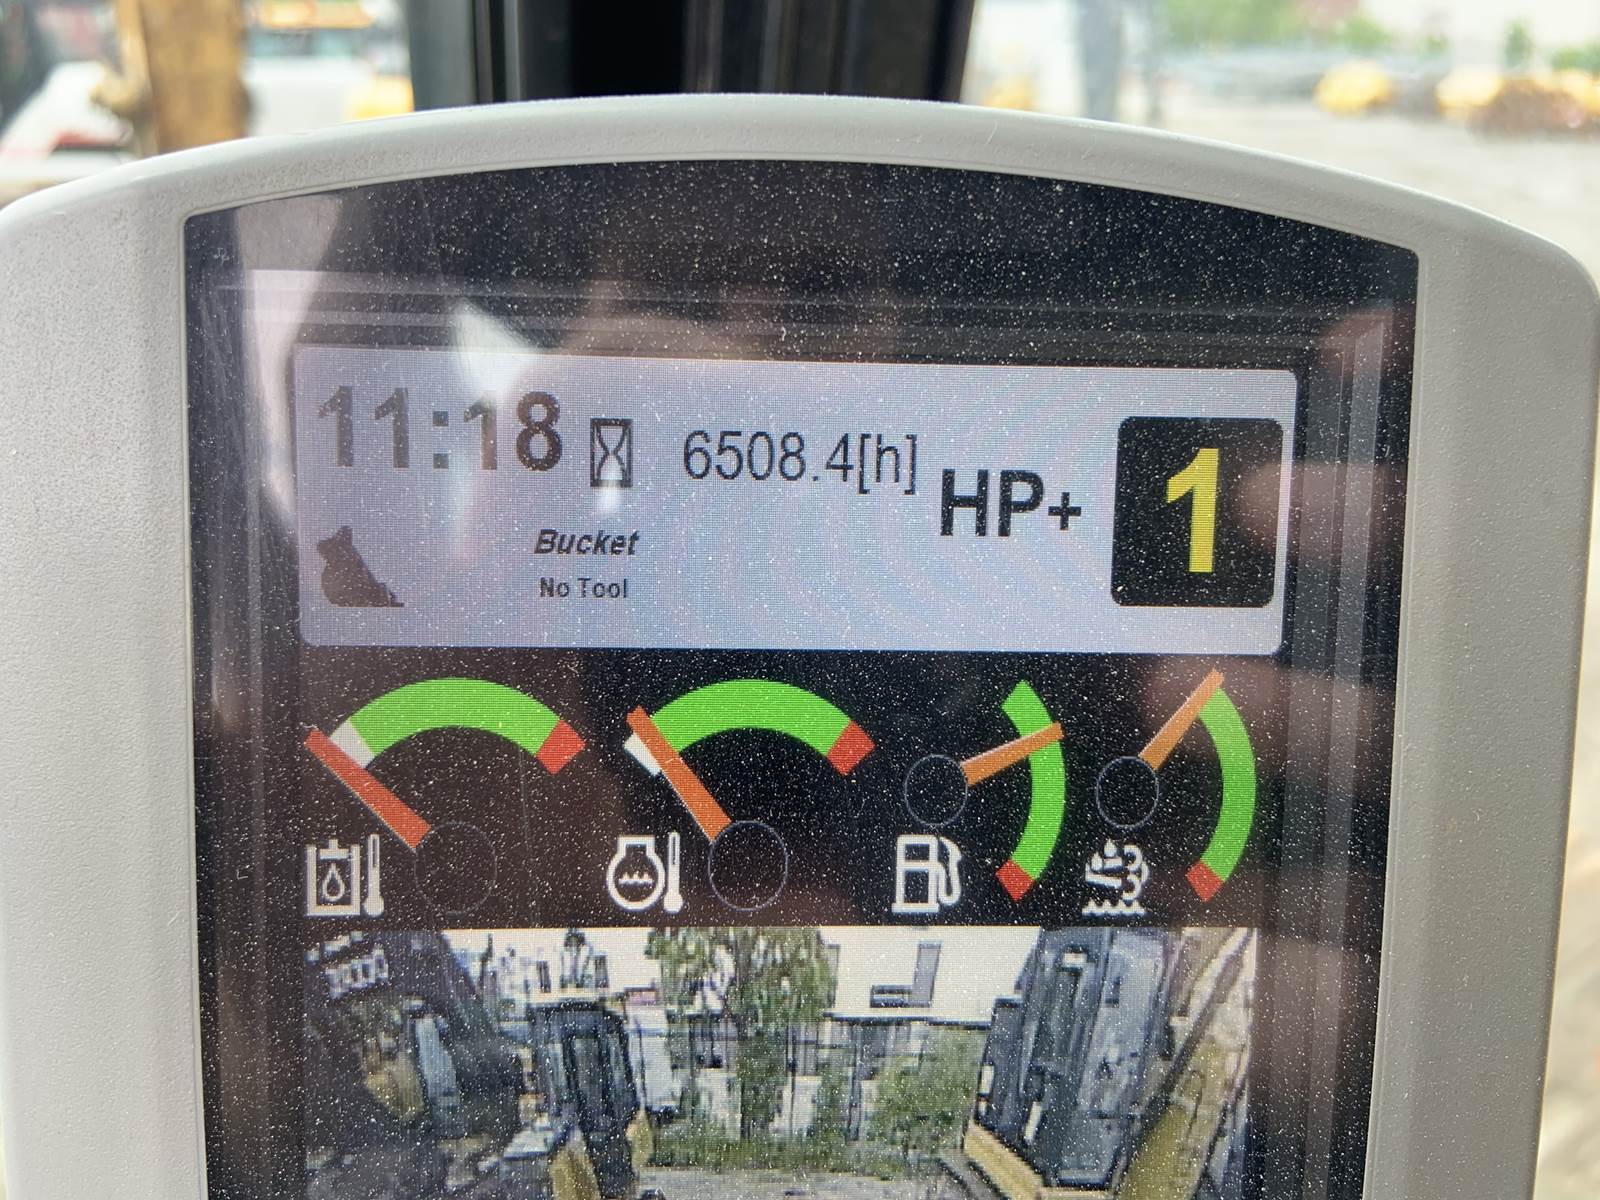 11:18 6508.4[h] HP+ 1
Bucket
No Tool